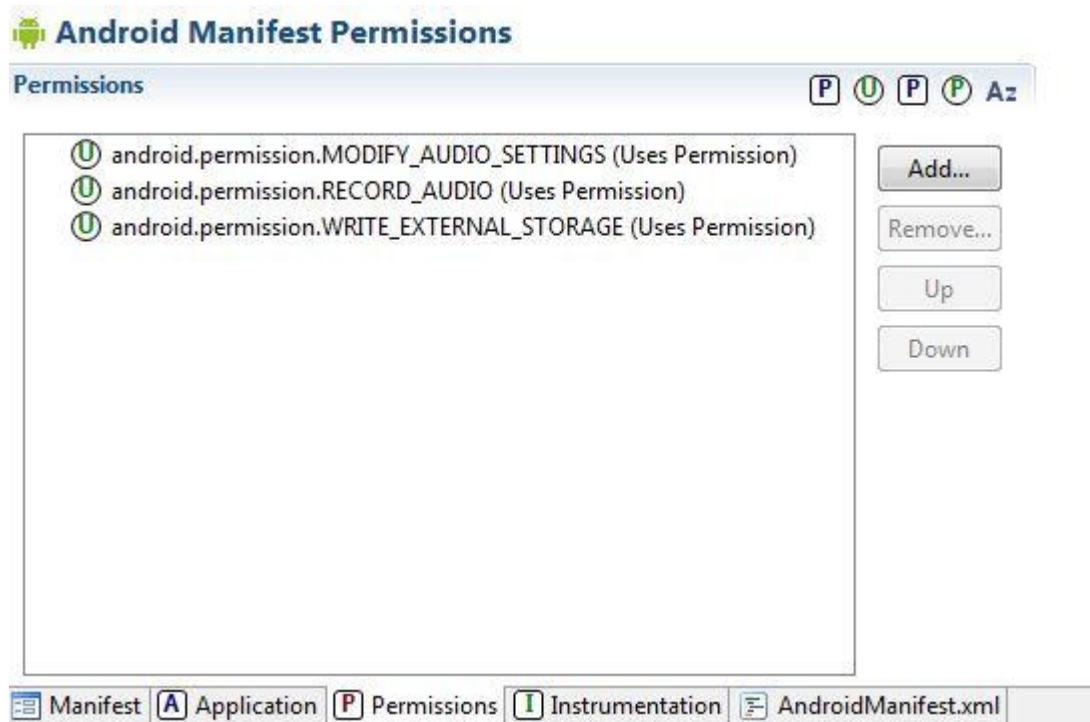 Android Manifest Permissions
Permissions
P U P P Az
U android.permission.MODIFY_AUDIO_SETTINGS (Uses Permission)
U android.permission.RECORD_AUDIO (Uses Permission)
U android.permission.WRITE_EXTERNAL_STORAGE (Uses Permission)
Add...
Remove...
Up
Down
Manifest A Application P Permissions I Instrumentation F AndroidManifest.xml